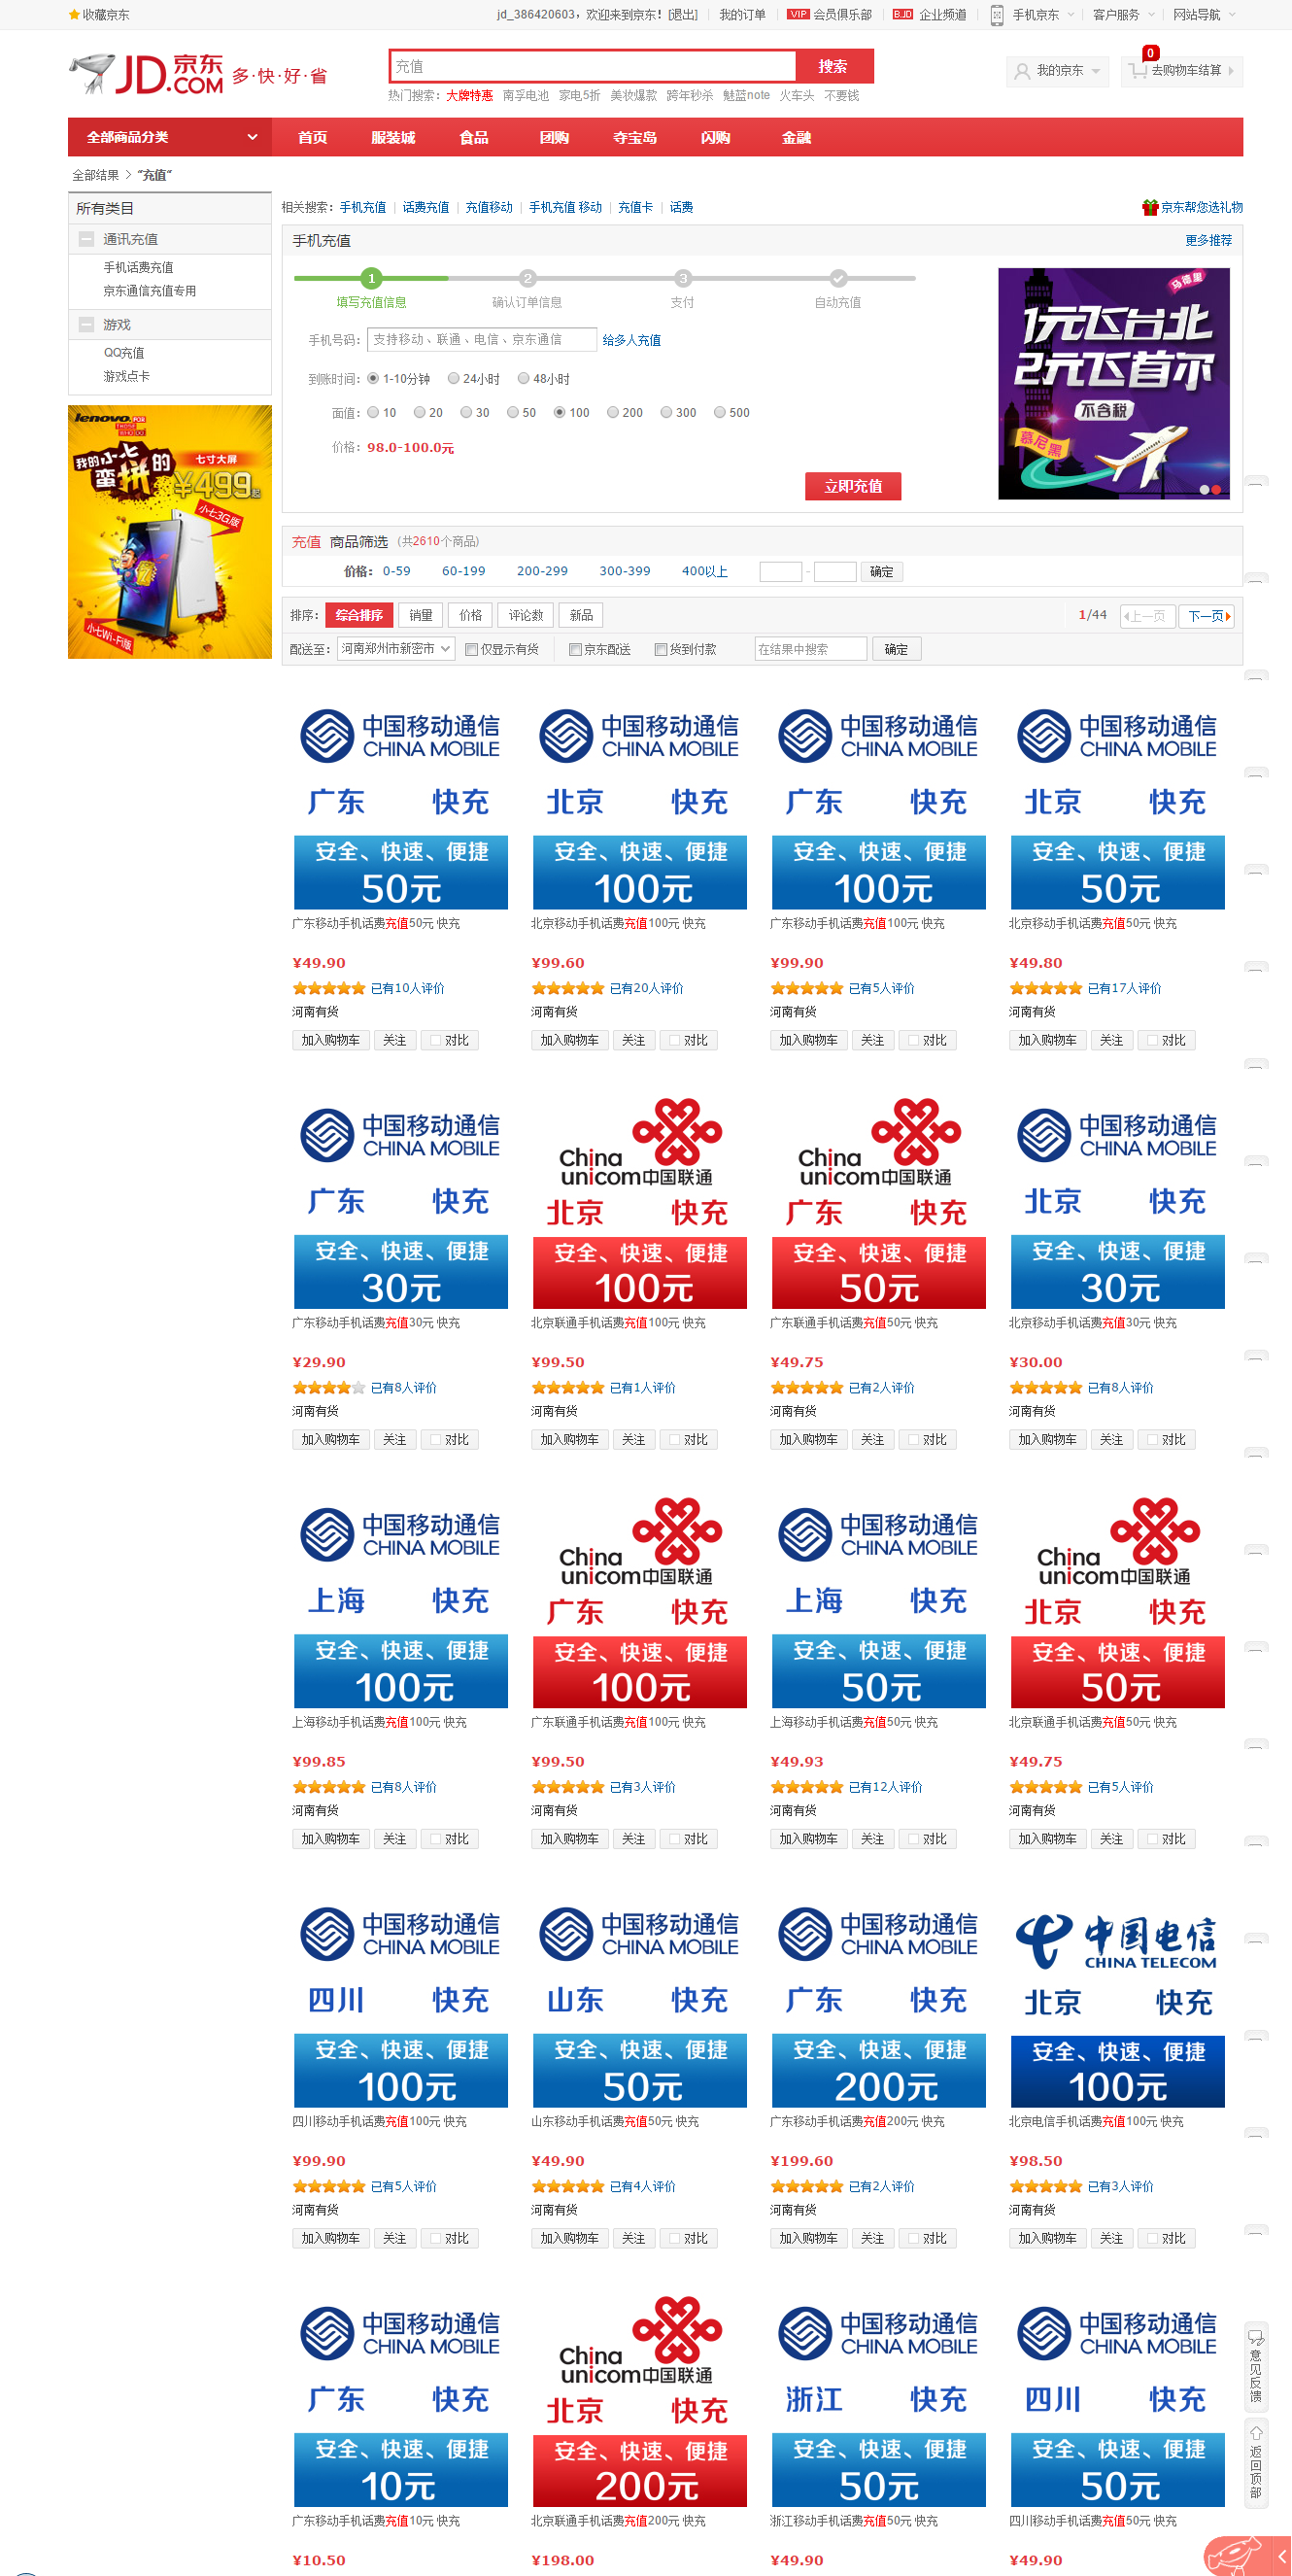 收藏京东
jd_386420603，欢迎来到京东！[退出] 我的订单 VIP 会员俱乐部 B.JD 企业频道 手机京东 客户服务 网站导航
JD.COM 京东 多·快·好·省
充值 搜索
我的京东 0 去购物车结算
热门搜索： 大牌特惠 南孚电池 家电5折 美妆爆款 跨年秒杀 魅蓝note 火车头 不要钱
全部商品分类 首页 服装城 食品 团购 夺宝岛 闪购 金融
全部结果 > "充值"
所有类目
通讯充值
手机话费充值
京东通信充值专用
游戏
QQ充值
游戏点卡
lenovo
我的小七
蛮拼的
七寸大屏
¥499起
小七3G版
小七Wi-Fi版
相关搜索： 手机充值 话费充值 充值移动 手机充值 移动 充值卡 话费
京东帮您选礼物
手机充值 更多推荐
1 2 3
填写充值信息 确认订单信息 支付 自动充值
手机号码： 支持移动、联通、电信、京东通信 给多人充值
到账时间： 1-10分钟 24小时 48小时
面值： 10 20 30 50 100 200 300 500
价格： 98.0-100.0元
立即充值
马德里
1元飞台北
2元飞首尔
不含税
慕尼黑
充值 商品筛选 (共2610个商品)
价格： 0-59 60-199 200-299 300-399 400以上 - 确定
排序： 综合排序 销量 价格 评论数 新品 1/44 上一页 下一页
配送至： 河南郑州市新密市 仅显示有货 京东配送 货到付款 在结果中搜索 确定
中国移动通信 中国移动通信 中国移动通信 中国移动通信
CHINA MOBILE CHINA MOBILE CHINA MOBILE CHINA MOBILE
广东 快充 北京 快充 广东 快充 北京 快充
安全、快速、便捷 安全、快速、便捷 安全、快速、便捷 安全、快速、便捷
50元 100元 100元 50元
广东移动手机话费充值50元 快充 北京移动手机话费充值100元 快充 广东移动手机话费充值100元 快充 北京移动手机话费充值50元 快充
¥49.90 ¥99.60 ¥99.90 ¥49.80
已有10人评价 已有20人评价 已有5人评价 已有17人评价
河南有货 河南有货 河南有货 河南有货
加入购物车 关注 对比 加入购物车 关注 对比 加入购物车 关注 对比 加入购物车 关注 对比
中国移动通信 China unicom中国联通 China unicom中国联通 中国移动通信
CHINA MOBILE CHINA MOBILE
广东 快充 北京 快充 广东 快充 北京 快充
安全、快速、便捷 安全、快速、便捷 安全、快速、便捷 安全、快速、便捷
30元 100元 50元 30元
广东移动手机话费充值30元 快充 北京联通手机话费充值100元 快充 广东联通手机话费充值50元 快充 北京移动手机话费充值30元 快充
¥29.90 ¥99.50 ¥49.75 ¥30.00
已有8人评价 已有1人评价 已有2人评价 已有8人评价
河南有货 河南有货 河南有货 河南有货
加入购物车 关注 对比 加入购物车 关注 对比 加入购物车 关注 对比 加入购物车 关注 对比
中国移动通信 China unicom中国联通 中国移动通信 China unicom中国联通
CHINA MOBILE CHINA MOBILE
上海 快充 广东 快充 上海 快充 北京 快充
安全、快速、便捷 安全、快速、便捷 安全、快速、便捷 安全、快速、便捷
100元 100元 50元 50元
上海移动手机话费充值100元 快充 广东联通手机话费充值100元 快充 上海移动手机话费充值50元 快充 北京联通手机话费充值50元 快充
¥99.85 ¥99.50 ¥49.93 ¥49.75
已有8人评价 已有3人评价 已有12人评价 已有5人评价
河南有货 河南有货 河南有货 河南有货
加入购物车 关注 对比 加入购物车 关注 对比 加入购物车 关注 对比 加入购物车 关注 对比
中国移动通信 中国移动通信 中国移动通信 中国电信
CHINA MOBILE CHINA MOBILE CHINA MOBILE CHINA TELECOM
四川 快充 山东 快充 广东 快充 北京 快充
安全、快速、便捷 安全、快速、便捷 安全、快速、便捷 安全、快速、便捷
100元 50元 200元 100元
四川移动手机话费充值100元 快充 山东移动手机话费充值50元 快充 广东移动手机话费充值200元 快充 北京电信手机话费充值100元 快充
¥99.90 ¥49.90 ¥199.60 ¥98.50
已有5人评价 已有4人评价 已有2人评价 已有3人评价
河南有货 河南有货 河南有货 河南有货
加入购物车 关注 对比 加入购物车 关注 对比 加入购物车 关注 对比 加入购物车 关注 对比
中国移动通信 China unicom中国联通 中国移动通信 中国移动通信
CHINA MOBILE CHINA MOBILE CHINA MOBILE
广东 快充 北京 快充 浙江 快充 四川 快充
安全、快速、便捷 安全、快速、便捷 安全、快速、便捷 安全、快速、便捷
10元 200元 50元 50元
广东移动手机话费充值10元 快充 北京联通手机话费充值200元 快充 浙江移动手机话费充值50元 快充 四川移动手机话费充值50元 快充
¥10.50 ¥198.00 ¥49.90 ¥49.90
意见反馈
返回顶部